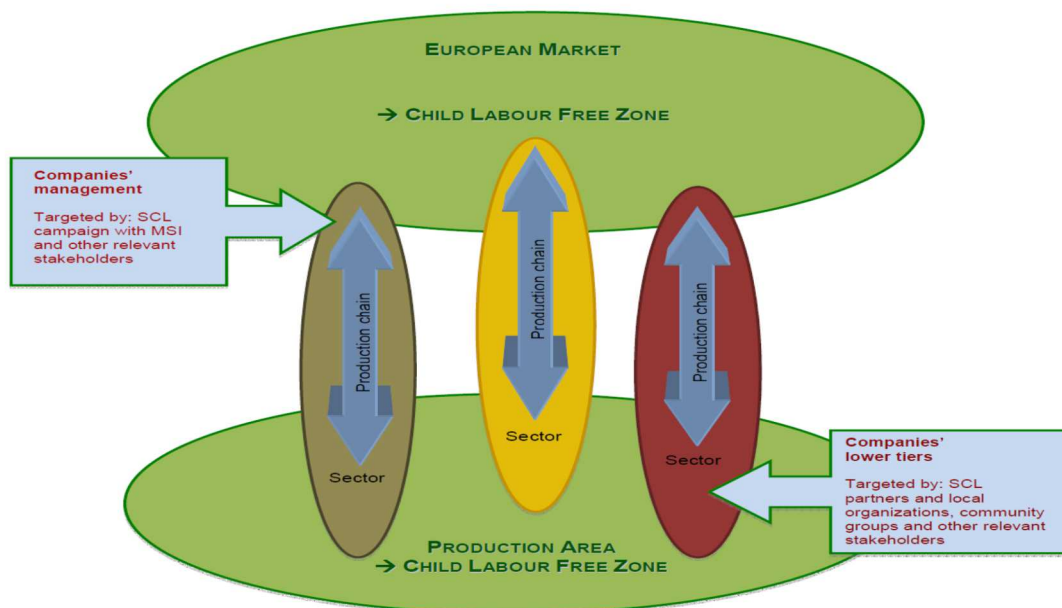 EUROPEAN MARKET
→ CHILD LABOUR FREE ZONE
Companies'
management
Targeted by: SCL
campaign with MSI
and other relevant
stakeholders
Production chain
Sector
Production chain
Sector
Production chain
Sector
Companies'
lower tiers
Targeted by: SCL
partners and local
organizations, community
groups and other relevant
stakeholders
PRODUCTION AREA
→ CHILD LABOUR FREE ZONE